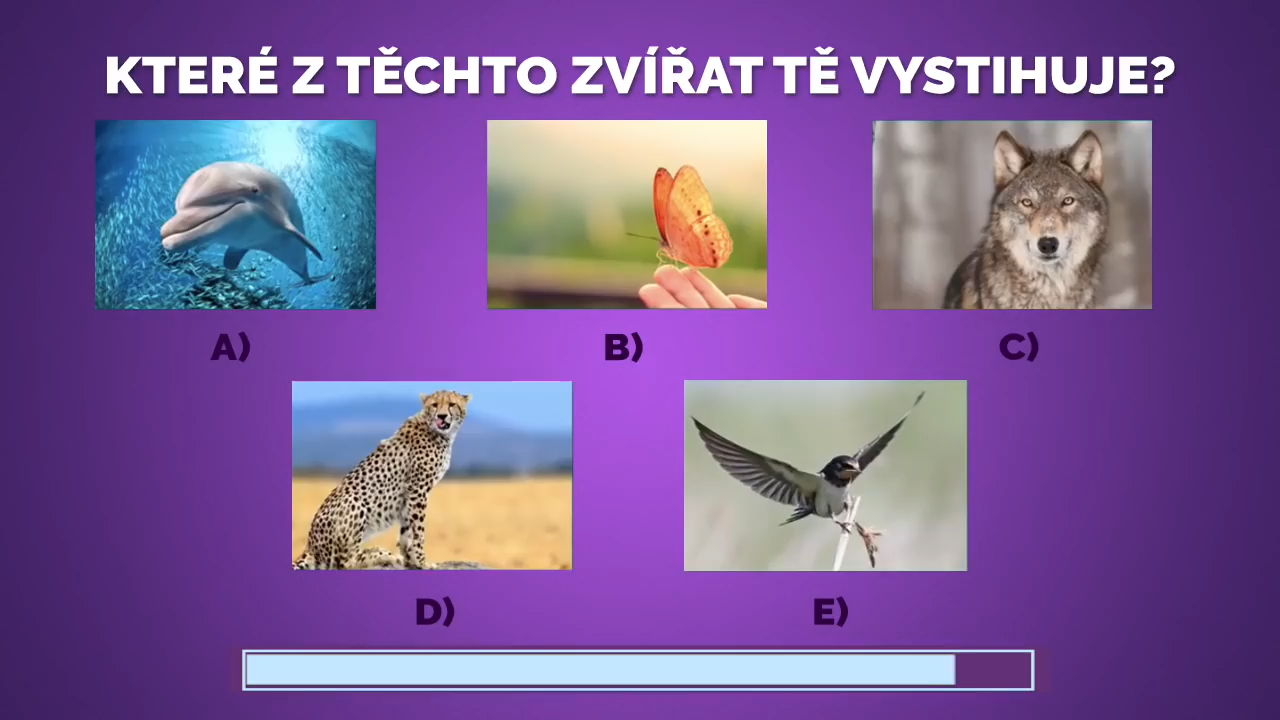 KTERÉ Z TĚCHTO ZVÍŘAT TĚ VYSTIHUJE?
A)
B)
C)
D)
E)